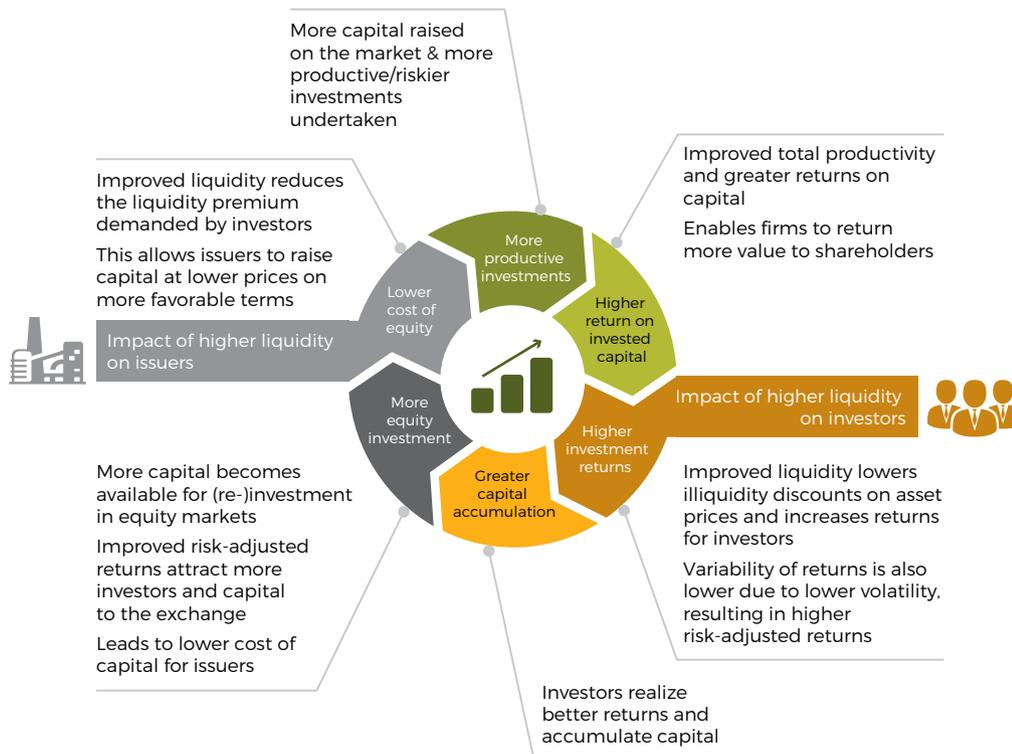 More capital raised
on the market & more
productive/riskier
investments
undertaken
Improved liquidity reduces
the liquidity premium
demanded by investors
This allows issuers to raise
capital at lower prices on
more favorable terms
Improved total productivity
and greater returns on
capital
Enables firms to return
more value to shareholders
More
productive
investments
Lower
cost of
equity
Higher
return on
invested
capital
Impact of higher liquidity
on issuers
Impact of higher liquidity
on investors
More
equity
investment
Higher
investment
returns
Greater
capital
accumulation
More capital becomes
available for (re-)investment
in equity markets
Improved risk-adjusted
returns attract more
investors and capital
to the exchange
Leads to lower cost of
capital for issuers
Improved liquidity lowers
illiquidity discounts on asset
prices and increases returns
for investors
Variability of returns is also
lower due to lower volatility,
resulting in higher
risk-adjusted returns
Investors realize
better returns and
accumulate capital